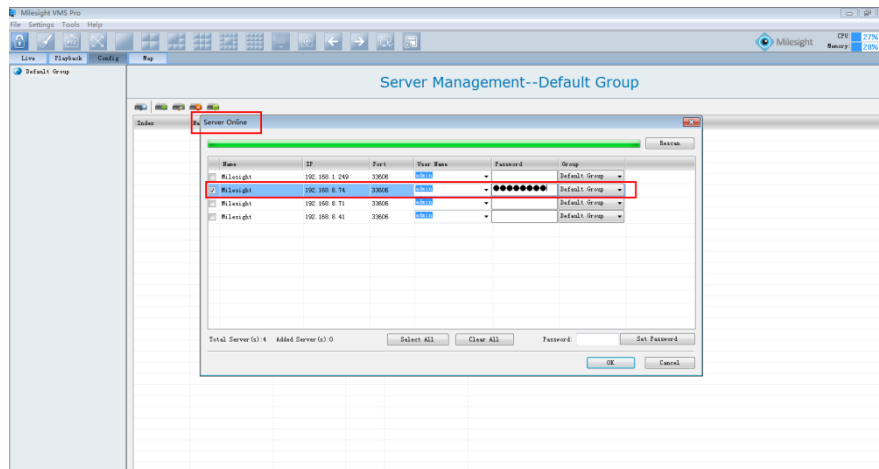 Milesight VMS Pro
File Settings Tools Help
Milesight
CPU: 27%
Memory: 28%
Live Playback Config Map
Default Group
Server Management--Default Group
Index
Server Online
Rescan
Name IP Port User Name Password Group
Milesight 192.168.1.249 33606 admin Default Group
Milesight 192.168.8.74 33606 admin ●●●●●●●● Default Group
Milesight 192.168.8.71 33606 admin Default Group
Milesight 192.168.8.41 33606 admin Default Group
Total Server(s):4 Added Server(s):0 Select All Clear All Password: Set Password
OK Cancel